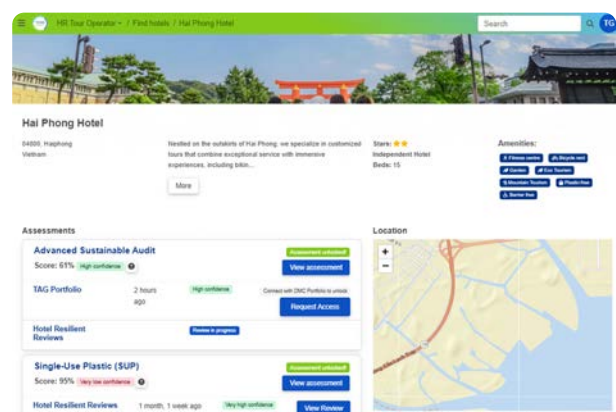 HR Tour Operator / Find hotels / Hai Phong Hotel
Search
TG
Hai Phong Hotel
04000, Haiphong
Vietnam
Nestled on the outskirts of Hai Phong, we specialize in customized
tours that combine exceptional service with immersive
experiences, including bikin...
More
Stars:
Independent Hotel
Beds: 15
Amenities:
Fitness centre
Bicycle rent
Garden
Eco Tourism
Mountain Tourism
Plastic free
Barrier free
Assessments
Advanced Sustainable Audit
Assessment unlocked!
Score: 61% High confidence
View assessment
TAG Portfolio
2 hours
ago
High confidence
Connect with DMC Portfolio to unlock.
Request Access
Hotel Resilient
Reviews
Review in progress
Single-Use Plastic (SUP)
Assessment unlocked!
Score: 95% Very low confidence
View assessment
Hotel Resilient Reviews
1 month, 1 week ago
Very high confidence
View Review
Location
+
−